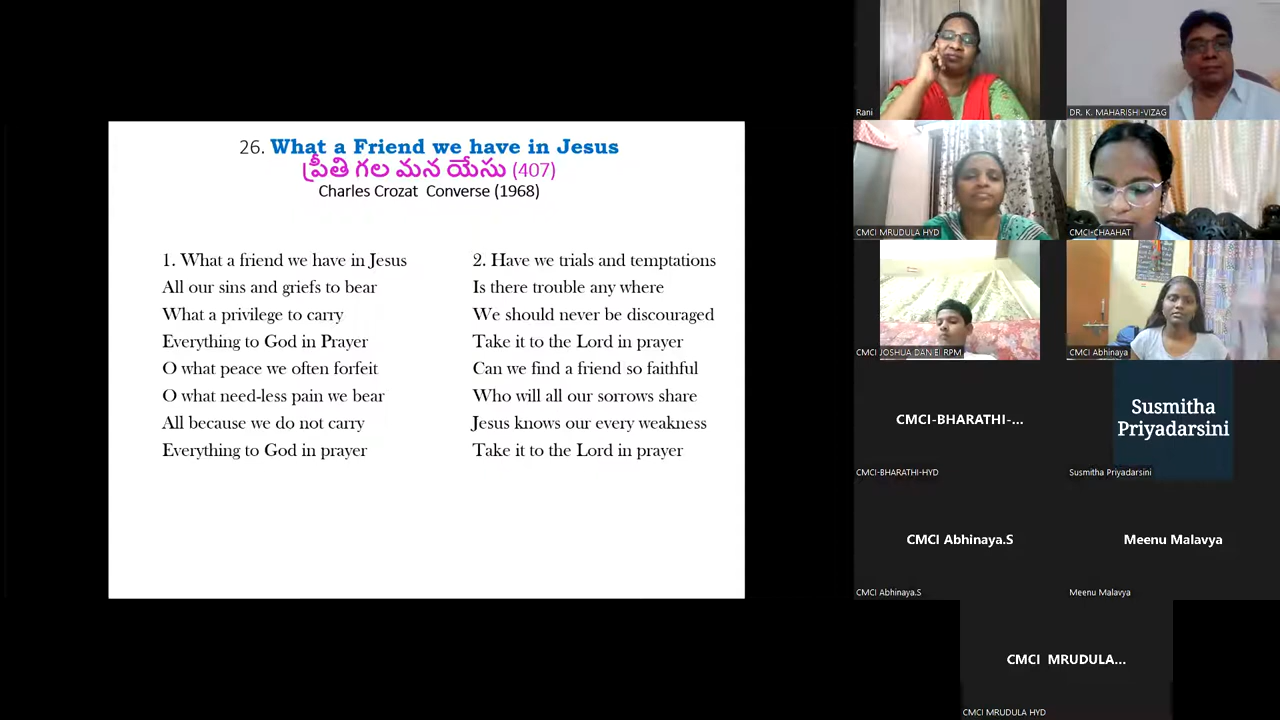 26. What a Friend we have in Jesus
ప్రీతి గల మన యేసు (407)
Charles Crozat Converse (1968)
1. What a friend we have in Jesus
All our sins and griefs to bear
What a privilege to carry
Everything to God in Prayer
O what peace we often forfeit
O what need-less pain we bear
All because we do not carry
Everything to God in prayer
2. Have we trials and temptations
Is there trouble any where
We should never be discouraged
Take it to the Lord in prayer
Can we find a friend so faithful
Who will all our sorrows share
Jesus knows our every weakness
Take it to the Lord in prayer
Rani
DR. K. MAHARISHI-VIZAG
CMCI MRUDULA HYD
CMCI-CHAAHAT
CMCI JOSHUA DANIEl RPM
CMCI Abhinaya
CMCI-BHARATHI-...
CMCI-BHARATHI-HYD
Susmitha
Priyadarsini
Susmitha Priyadarsini
CMCI Abhinaya.S
CMCI Abhinaya.S
Meenu Malavya
Meenu Malavya
CMCI MRUDULA...
CMCI MRUDULA HYD